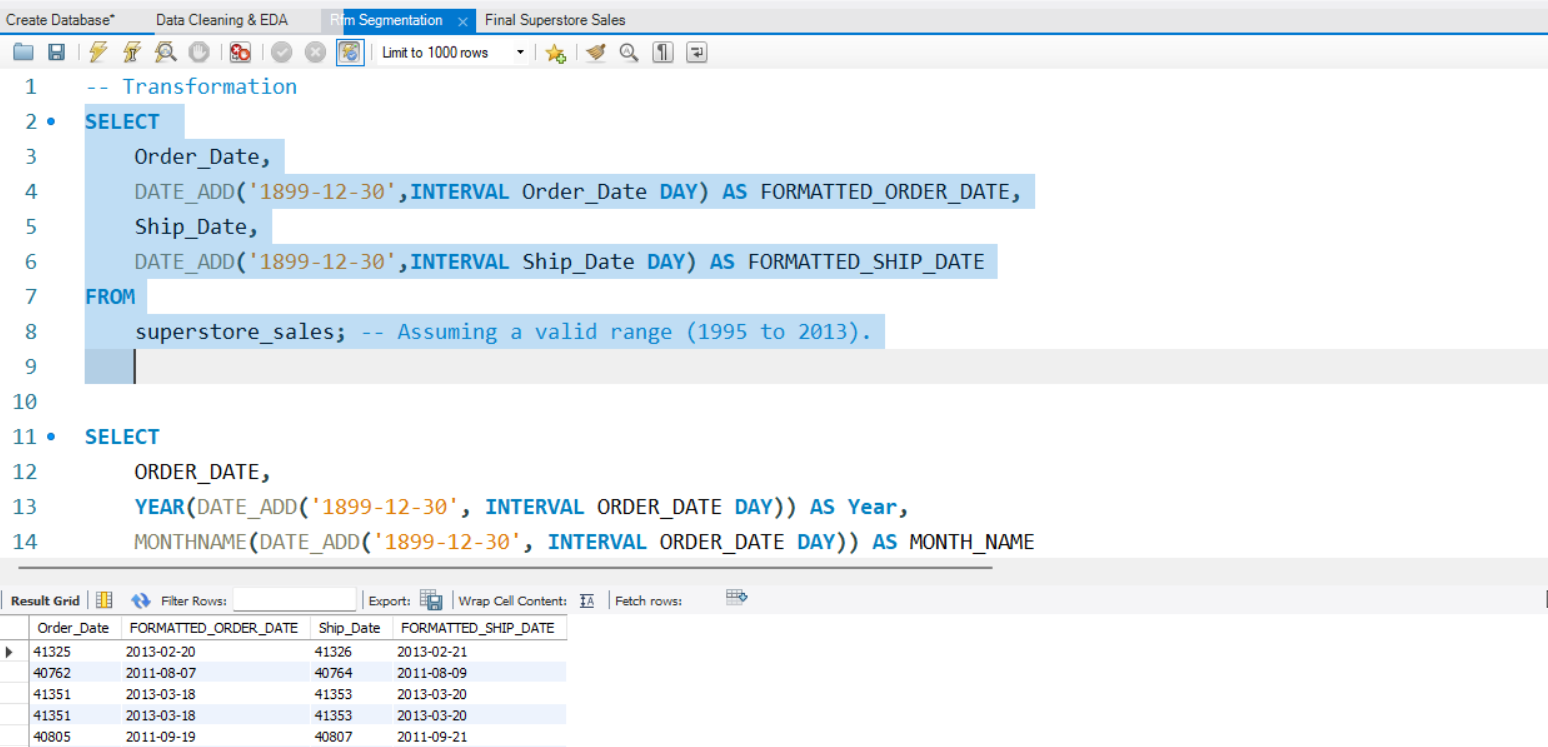 Create Database* Data Cleaning & EDA Rfm Segmentation × Final Superstore Sales
Limit to 1000 rows
1 -- Transformation
2 SELECT
3 Order_Date,
4 DATE_ADD('1899-12-30',INTERVAL Order_Date DAY) AS FORMATTED_ORDER_DATE,
5 Ship_Date,
6 DATE_ADD('1899-12-30',INTERVAL Ship_Date DAY) AS FORMATTED_SHIP_DATE
7 FROM
8 superstore_sales; -- Assuming a valid range (1995 to 2013).
9
10
11 SELECT
12 ORDER_DATE,
13 YEAR(DATE_ADD('1899-12-30', INTERVAL ORDER_DATE DAY)) AS Year,
14 MONTHNAME(DATE_ADD('1899-12-30', INTERVAL ORDER_DATE DAY)) AS MONTH_NAME
Result Grid Filter Rows: Export: Wrap Cell Content: IA Fetch rows:
Order_Date FORMATTED_ORDER_DATE Ship_Date FORMATTED_SHIP_DATE
41325 2013-02-20 41326 2013-02-21
40762 2011-08-07 40764 2011-08-09
41351 2013-03-18 41353 2013-03-20
41351 2013-03-18 41353 2013-03-20
40805 2011-09-19 40807 2011-09-21